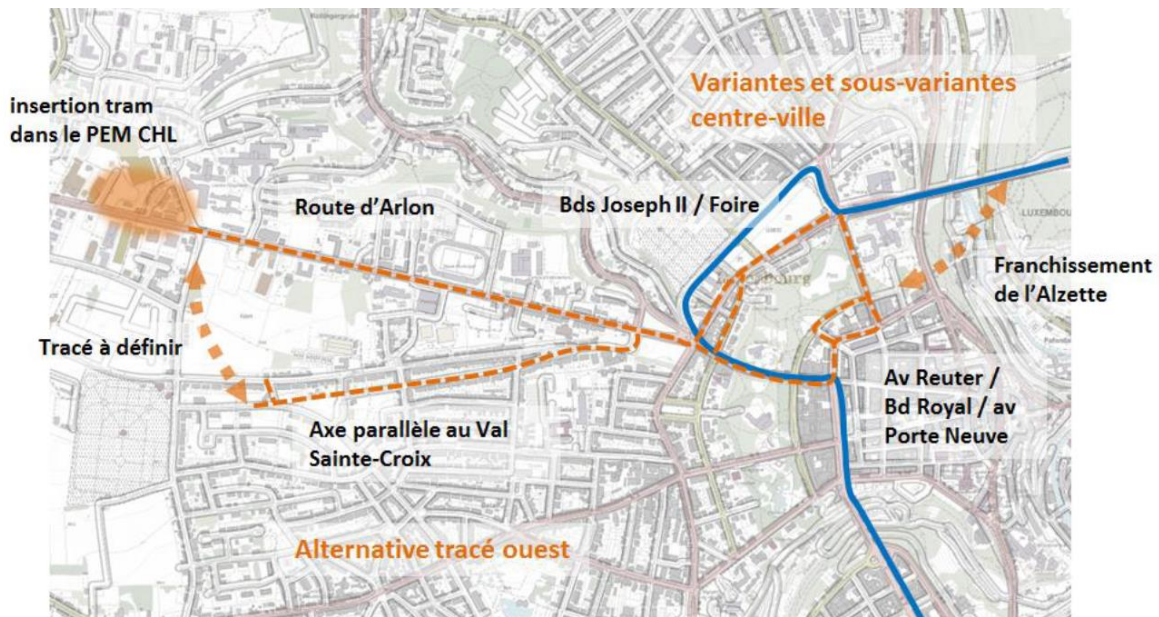 Variantes et sous-variantes
centre-ville
insertion tram
dans le PEM CHL
Route d'Arlon
Bds Joseph II / Foire
LUXEMBOU
Franchissement
de l'Alzette
Tracé à définir
Av Reuter /
Bd Royal / av
Porte Neuve
Axe parallèle au Val
Sainte-Croix
Alternative tracé ouest